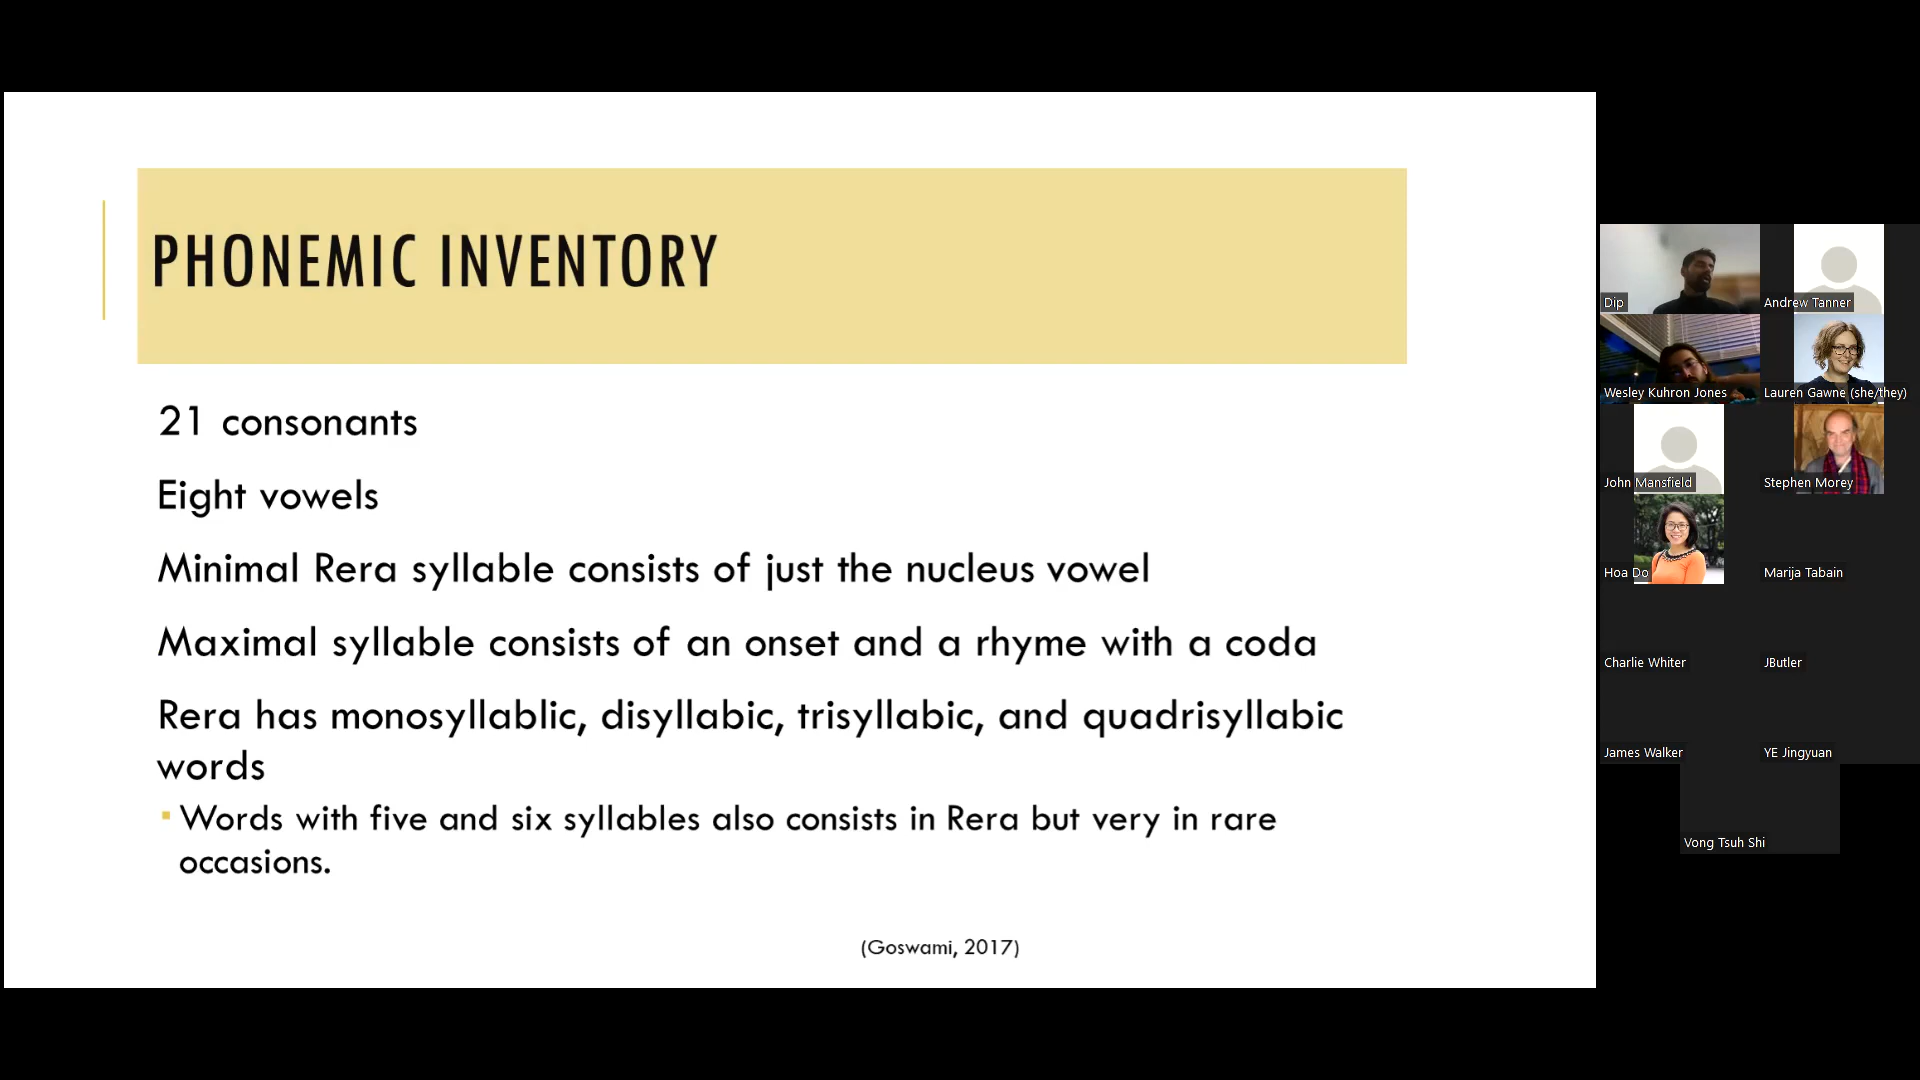 PHONEMIC INVENTORY
21 consonants
Eight vowels
Minimal Rera syllable consists of just the nucleus vowel
Maximal syllable consists of an onset and a rhyme with a coda
Rera has monosyllablic, disyllabic, trisyllabic, and quadrisyllabic
words
Words with five and six syllables also consists in Rera but very in rare
occasions.
(Goswami, 2017)
Dip
Andrew Tanner
Wesley Kuhron Jones
Lauren Gawne (she/they)
John Mansfield
Stephen Morey
Hoa Do
Marija Tabain
Charlie Whiter
JButler
James Walker
YE Jingyuan
Vong Tsuh Shi